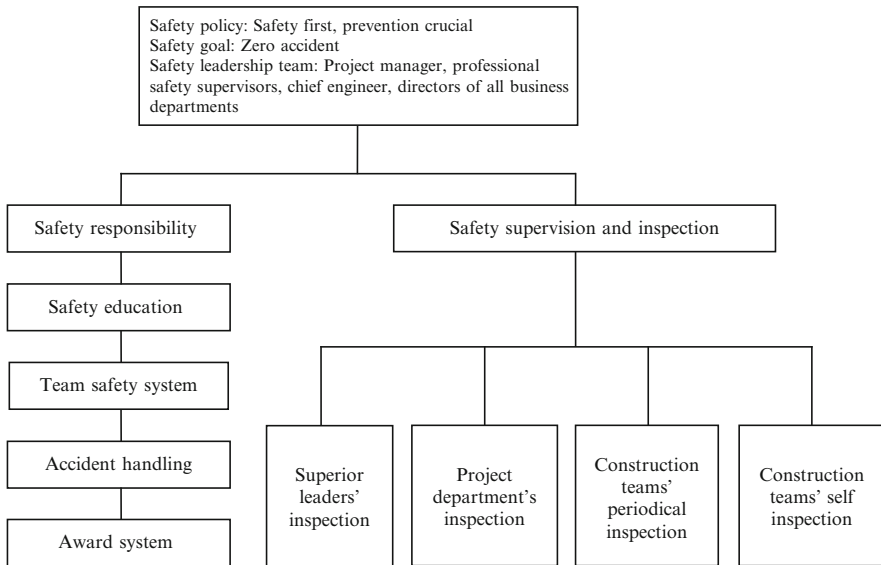 Safety policy: Safety first, prevention crucial
Safety goal: Zero accident
Safety leadership team: Project manager, professional
safety supervisors, chief engineer, directors of all business
departments
Safety responsibility
Safety supervision and inspection
Safety education
Team safety system
Accident handling
Award system
Superior
leaders'
inspection
Project
department's
inspection
Construction
teams'
periodical
inspection
Construction
teams' self
inspection